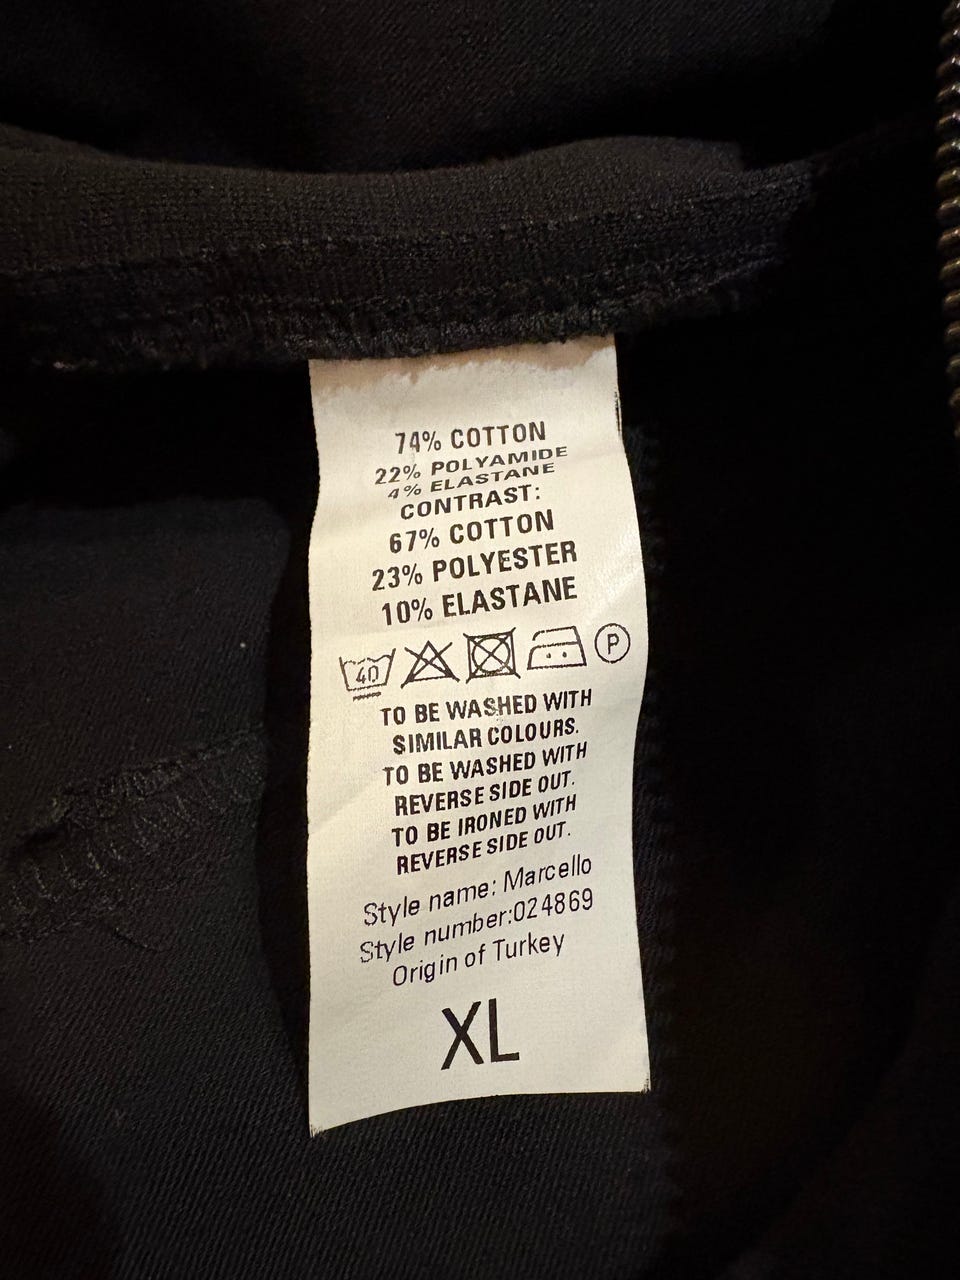 74% COTTON
22% POLYAMIDE
4% ELASTANE
CONTRAST:
67% COTTON
23% POLYESTER
10% ELASTANE
40 P
TO BE WASHED WITH
SIMILAR COLOURS.
TO BE WASHED WITH
REVERSE SIDE OUT.
TO BE IRONED WITH
REVERSE SIDE OUT.
Style name: Marcello
Style number:024869
Origin of Turkey
XL